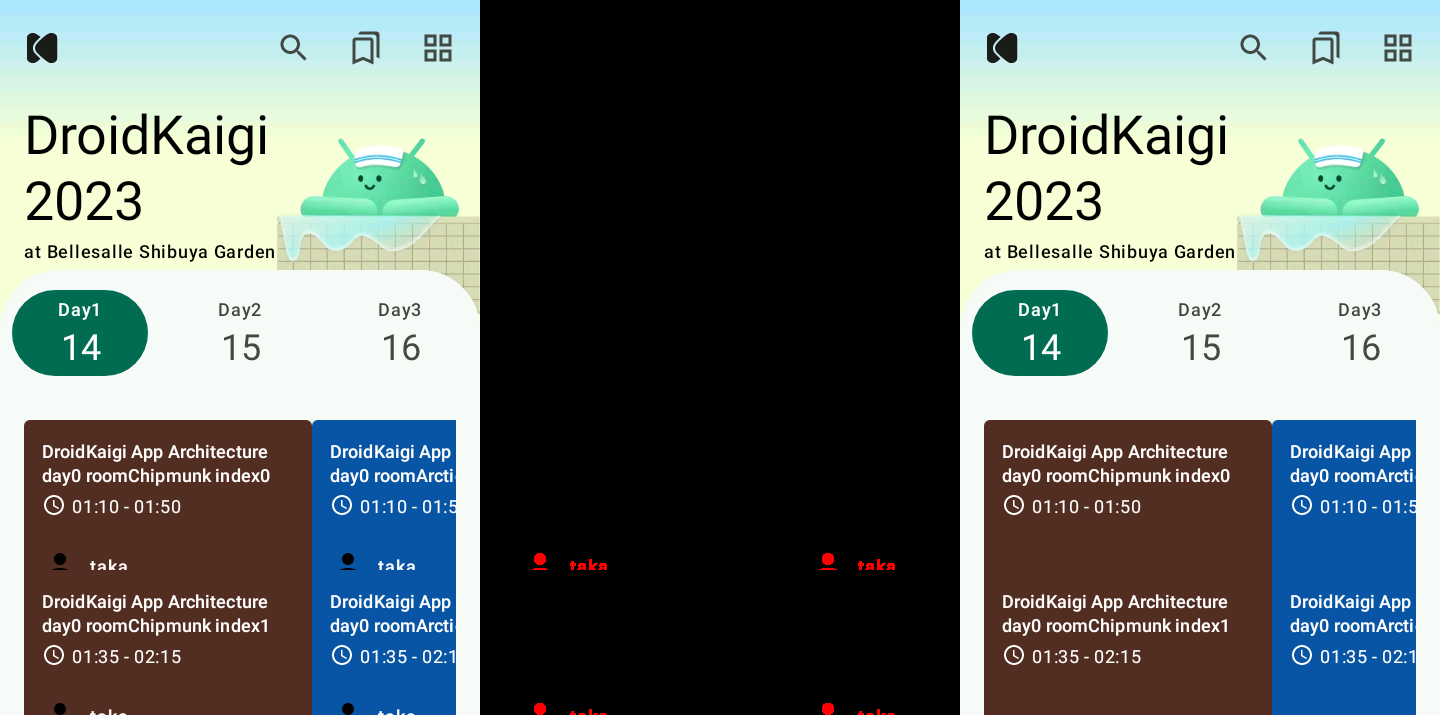 DroidKaigi
2023
at Bellesalle Shibuya Garden
Day1
Day2
Day3
14
15
16
DroidKaigi App Architecture
day0 roomChipmunk index0
01:10 - 01:50
taka
DroidKaigi App
day0 roomArcti
01:10 - 01:5
taka
DroidKaigi App Architecture
day0 roomChipmunk index1
01:35 - 02:15
taka
DroidKaigi App
day0 roomArcti
01:35 - 02:1
taka
taka
taka
taka
taka
DroidKaigi
2023
at Bellesalle Shibuya Garden
Day1
Day2
Day3
14
15
16
DroidKaigi App Architecture
day0 roomChipmunk index0
01:10 - 01:50
DroidKaigi App
day0 roomArcti
01:10 - 01:5
DroidKaigi App Architecture
day0 roomChipmunk index1
01:35 - 02:15
DroidKaigi App
day0 roomArcti
01:35 - 02:1